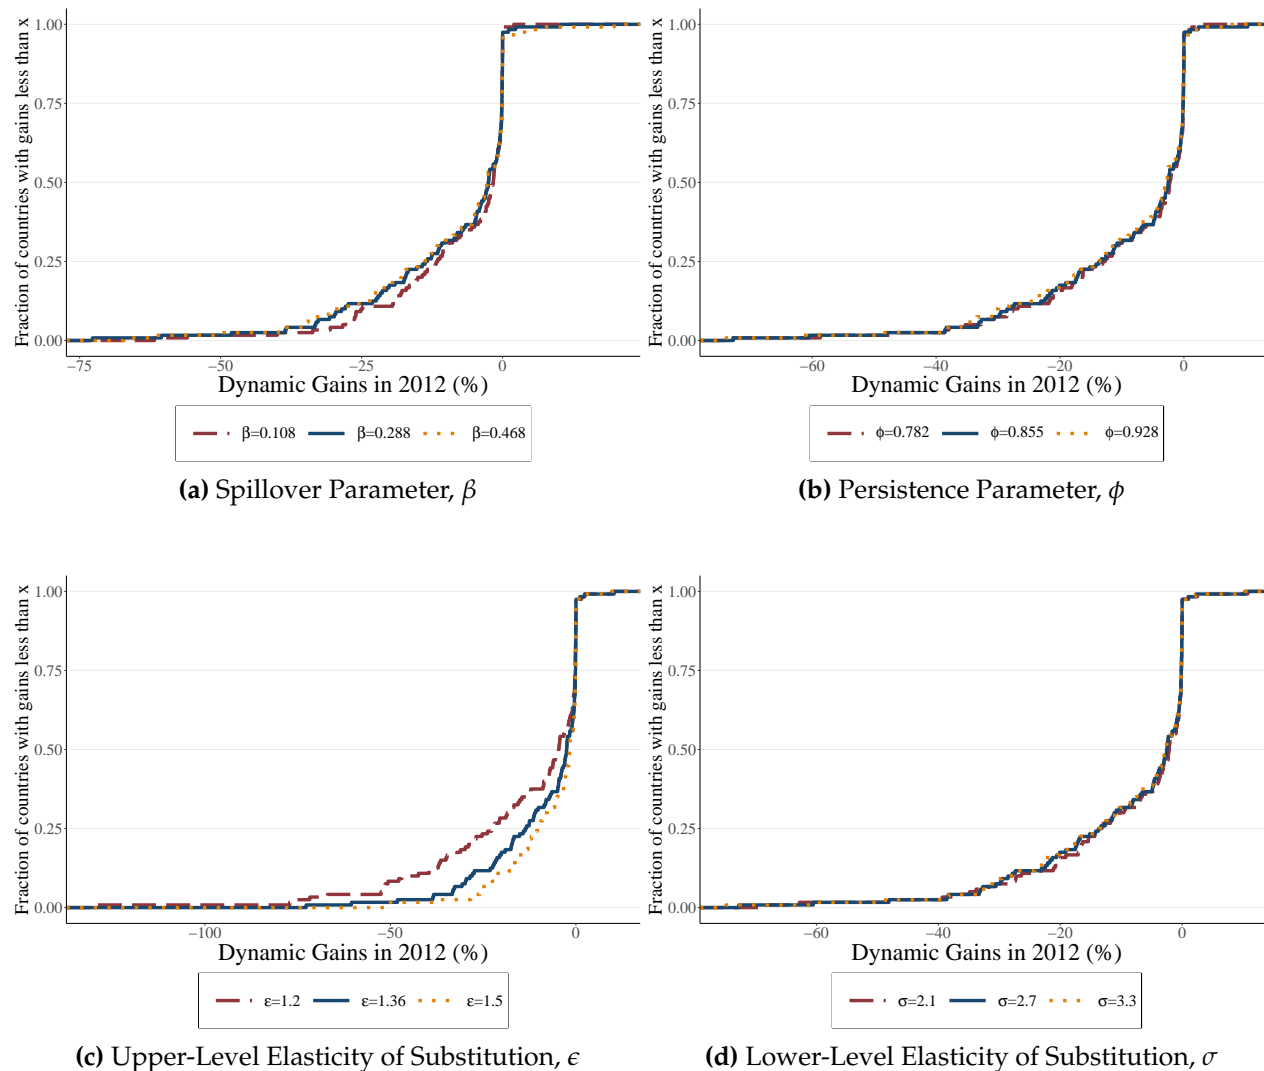 Fraction of countries with gains less than x
1.00
0.75
0.50
0.25
0.00
−75
−50
−25
0
Dynamic Gains in 2012 (%)
β=0.108 β=0.288 β=0.468
(a) Spillover Parameter, β
Fraction of countries with gains less than x
1.00
0.75
0.50
0.25
0.00
−60
−40
−20
0
Dynamic Gains in 2012 (%)
ϕ=0.782 ϕ=0.855 ϕ=0.928
(b) Persistence Parameter, ϕ
Fraction of countries with gains less than x
1.00
0.75
0.50
0.25
0.00
−100
−50
0
Dynamic Gains in 2012 (%)
ε=1.2 ε=1.36 ε=1.5
(c) Upper-Level Elasticity of Substitution, ϵ
Fraction of countries with gains less than x
1.00
0.75
0.50
0.25
0.00
−60
−40
−20
0
Dynamic Gains in 2012 (%)
σ=2.1 σ=2.7 σ=3.3
(d) Lower-Level Elasticity of Substitution, σ